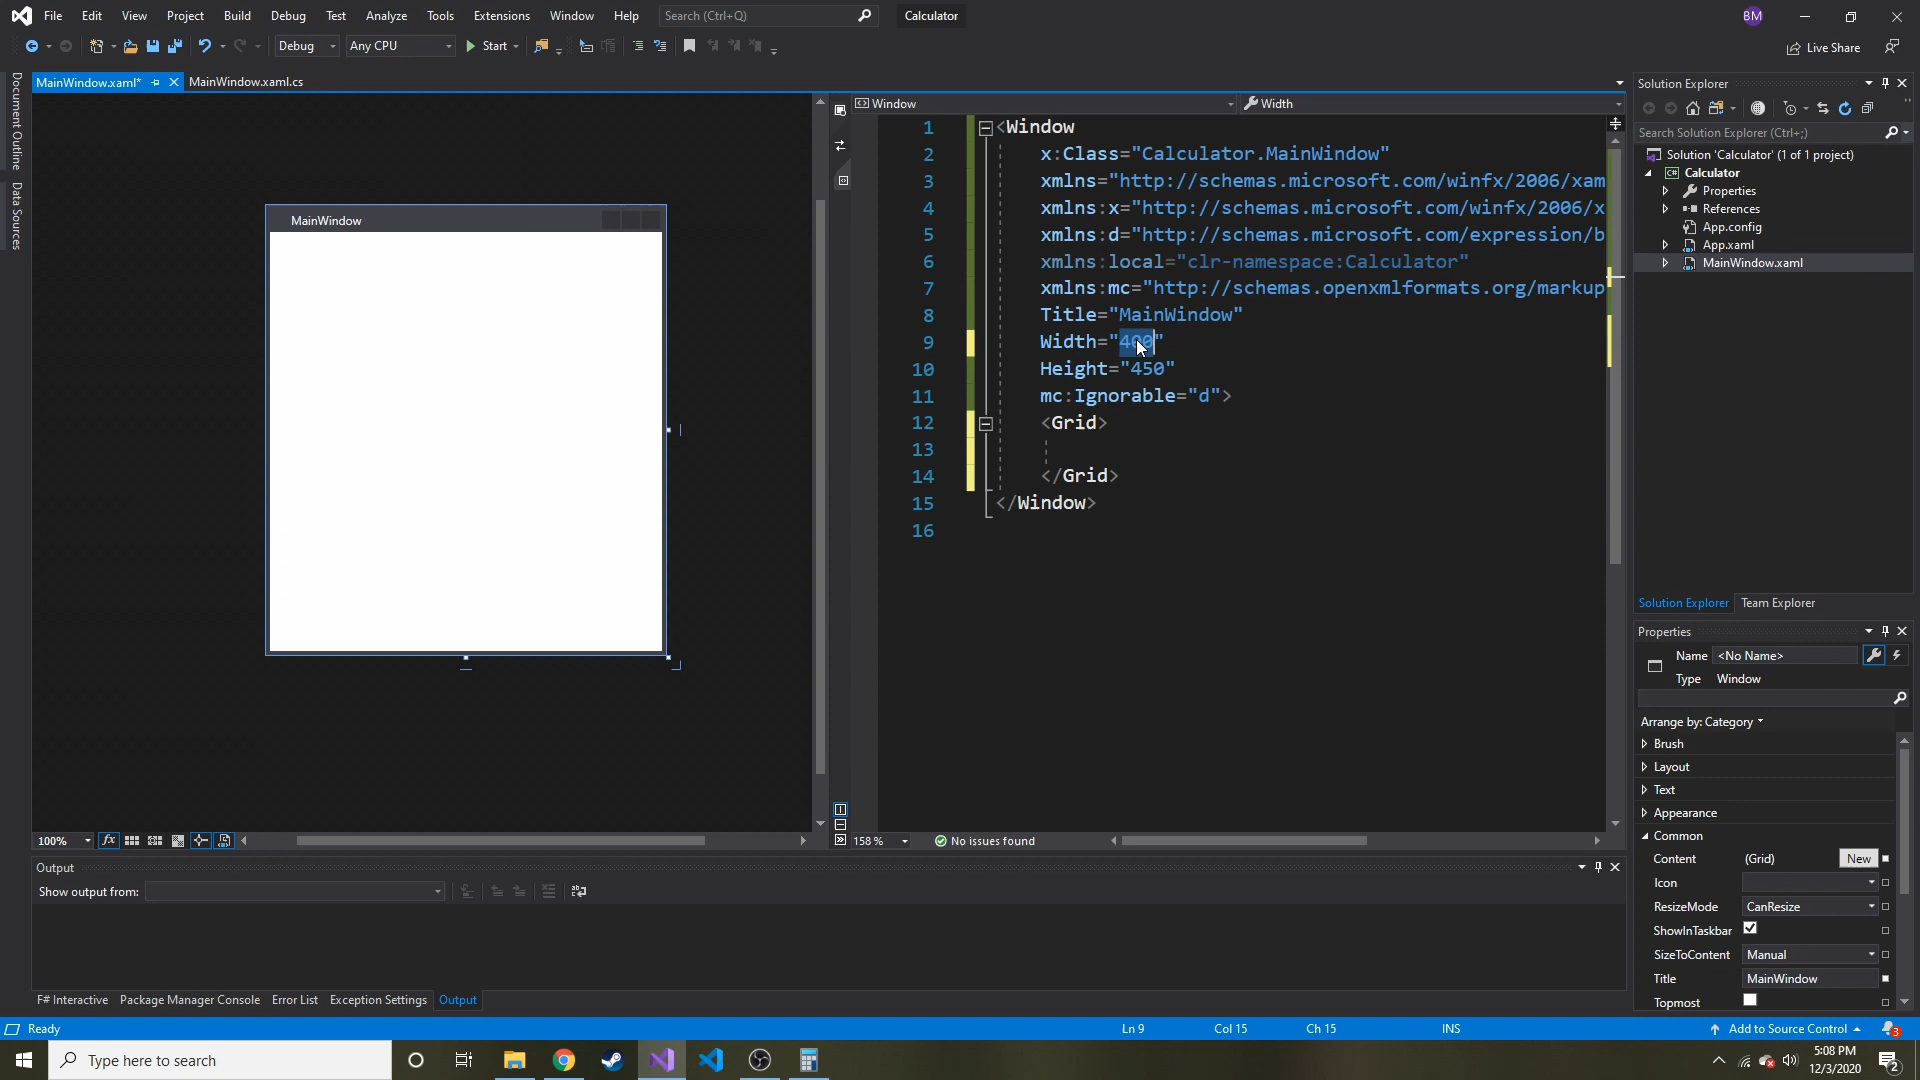 File Edit View Project Build Debug Test Analyze Tools Extensions Window Help Search (Ctrl+Q) Calculator BM
Debug Any CPU Start Live Share
MainWindow.xaml* MainWindow.xaml.cs
Document Outline
Data Sources
MainWindow
Window Width
1 <Window
2 x:Class="Calculator.MainWindow"
3 xmlns="http://schemas.microsoft.com/winfx/2006/xam
4 xmlns:x="http://schemas.microsoft.com/winfx/2006/x
5 xmlns:d="http://schemas.microsoft.com/expression/b
6 xmlns:local="clr-namespace:Calculator"
7 xmlns:mc="http://schemas.openxmlformats.org/markup
8 Title="MainWindow"
9 Width="400"
10 Height="450"
11 mc:Ignorable="d">
12 <Grid>
13
14 </Grid>
15 </Window>
16
100% fx
158 % No issues found
Solution Explorer
Search Solution Explorer (Ctrl+;)
Solution 'Calculator' (1 of 1 project)
C# Calculator
Properties
References
App.config
App.xaml
MainWindow.xaml
Solution Explorer Team Explorer
Properties
Name <No Name>
Type Window
Arrange by: Category
Brush
Layout
Text
Appearance
Common
Content (Grid) New
Icon
ResizeMode CanResize
ShowInTaskbar
SizeToContent Manual
Title MainWindow
Topmost
Output
Show output from:
F# Interactive Package Manager Console Error List Exception Settings Output
Ready Ln 9 Col 15 Ch 15 INS Add to Source Control 3
Type here to search
5:08 PM
12/3/2020
2